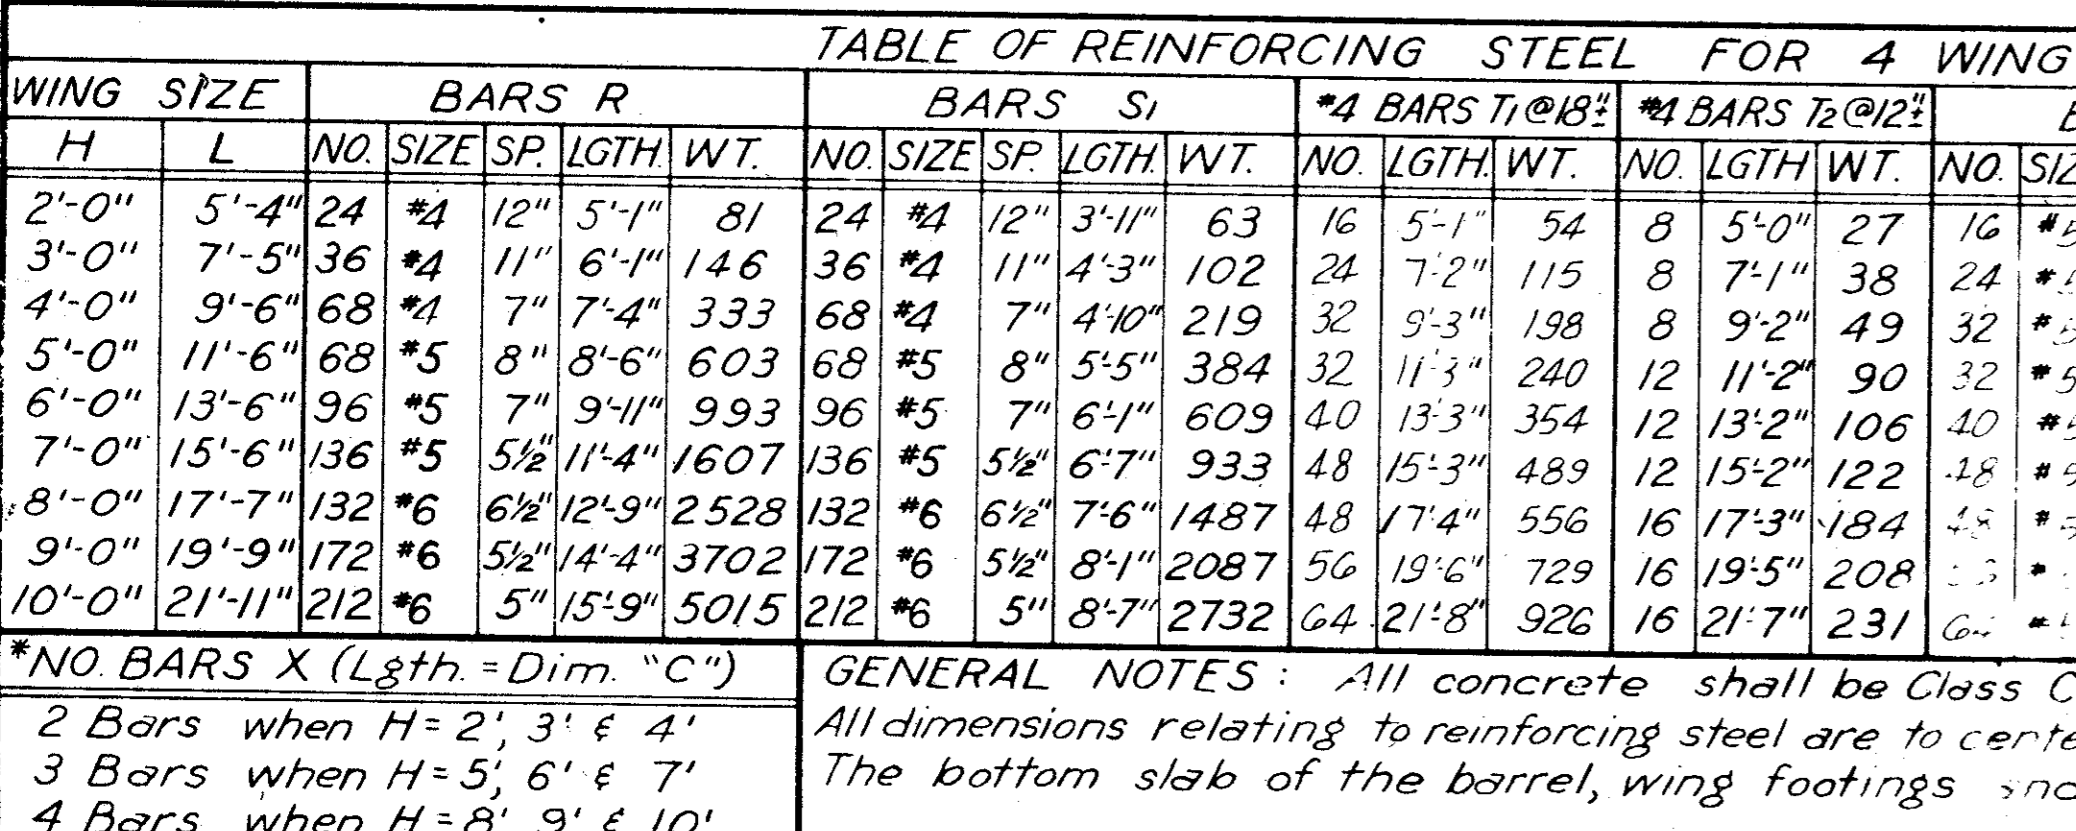 TABLE OF REINFORCING STEEL FOR 4 WING
WING SIZE BARS R BARS S1 #4 BARS T1@18"± #4 BARS T2@12"±
H L NO. SIZE SP. LGTH. WT. NO. SIZE SP. LGTH. WT. NO. LGTH. WT. NO. LGTH WT. NO. SIZ
2'-0" 5'-4" 24 #4 12" 5'-1" 81 24 #4 12" 3'-11" 63 16 5'-1" 54 8 5'-0" 27 16 #5
3'-0" 7'-5" 36 #4 11" 6'-1" 146 36 #4 11" 4'-3" 102 24 7'-2" 115 8 7'-1" 38 24 #5
4'-0" 9'-6" 68 #4 7" 7'-4" 333 68 #4 7" 4'-10" 219 32 9'-3" 198 8 9'-2" 49 32 #5
5'-0" 11'-6" 68 #5 8" 8'-6" 603 68 #5 8" 5'-5" 384 32 11'-3" 240 12 11'-2" 90 32 #5
6'-0" 13'-6" 96 #5 7" 9'-11" 993 96 #5 7" 6'-1" 609 40 13'-3" 354 12 13'-2" 106 40 #5
7'-0" 15'-6" 136 #5 5½" 11'-4" 1607 136 #5 5½" 6'-7" 933 48 15'-3" 489 12 15'-2" 122 48 #5
8'-0" 17'-7" 132 #6 6½" 12'-9" 2528 132 #6 6½" 7'-6" 1487 48 17'4" 556 16 17'-3" 184 48 #5
9'-0" 19'-9" 172 #6 5½" 14'-4" 3702 172 #6 5½" 8'-1" 2087 56 19'-6" 729 16 19'-5" 208 #
10'-0" 21'-11" 212 #6 5" 15'-9" 5015 212 #6 5" 8'-7" 2732 64 21'-8" 926 16 21'-7" 231 64 #5
*NO. BARS X (Lgth. = Dim. "C")
2 Bars when H = 2', 3' & 4'
3 Bars when H = 5', 6' & 7'
4 Bars when H = 8', 9' & 10'
GENERAL NOTES: All concrete shall be Class C
All dimensions relating to reinforcing steel are to cente
The bottom slab of the barrel, wing footings